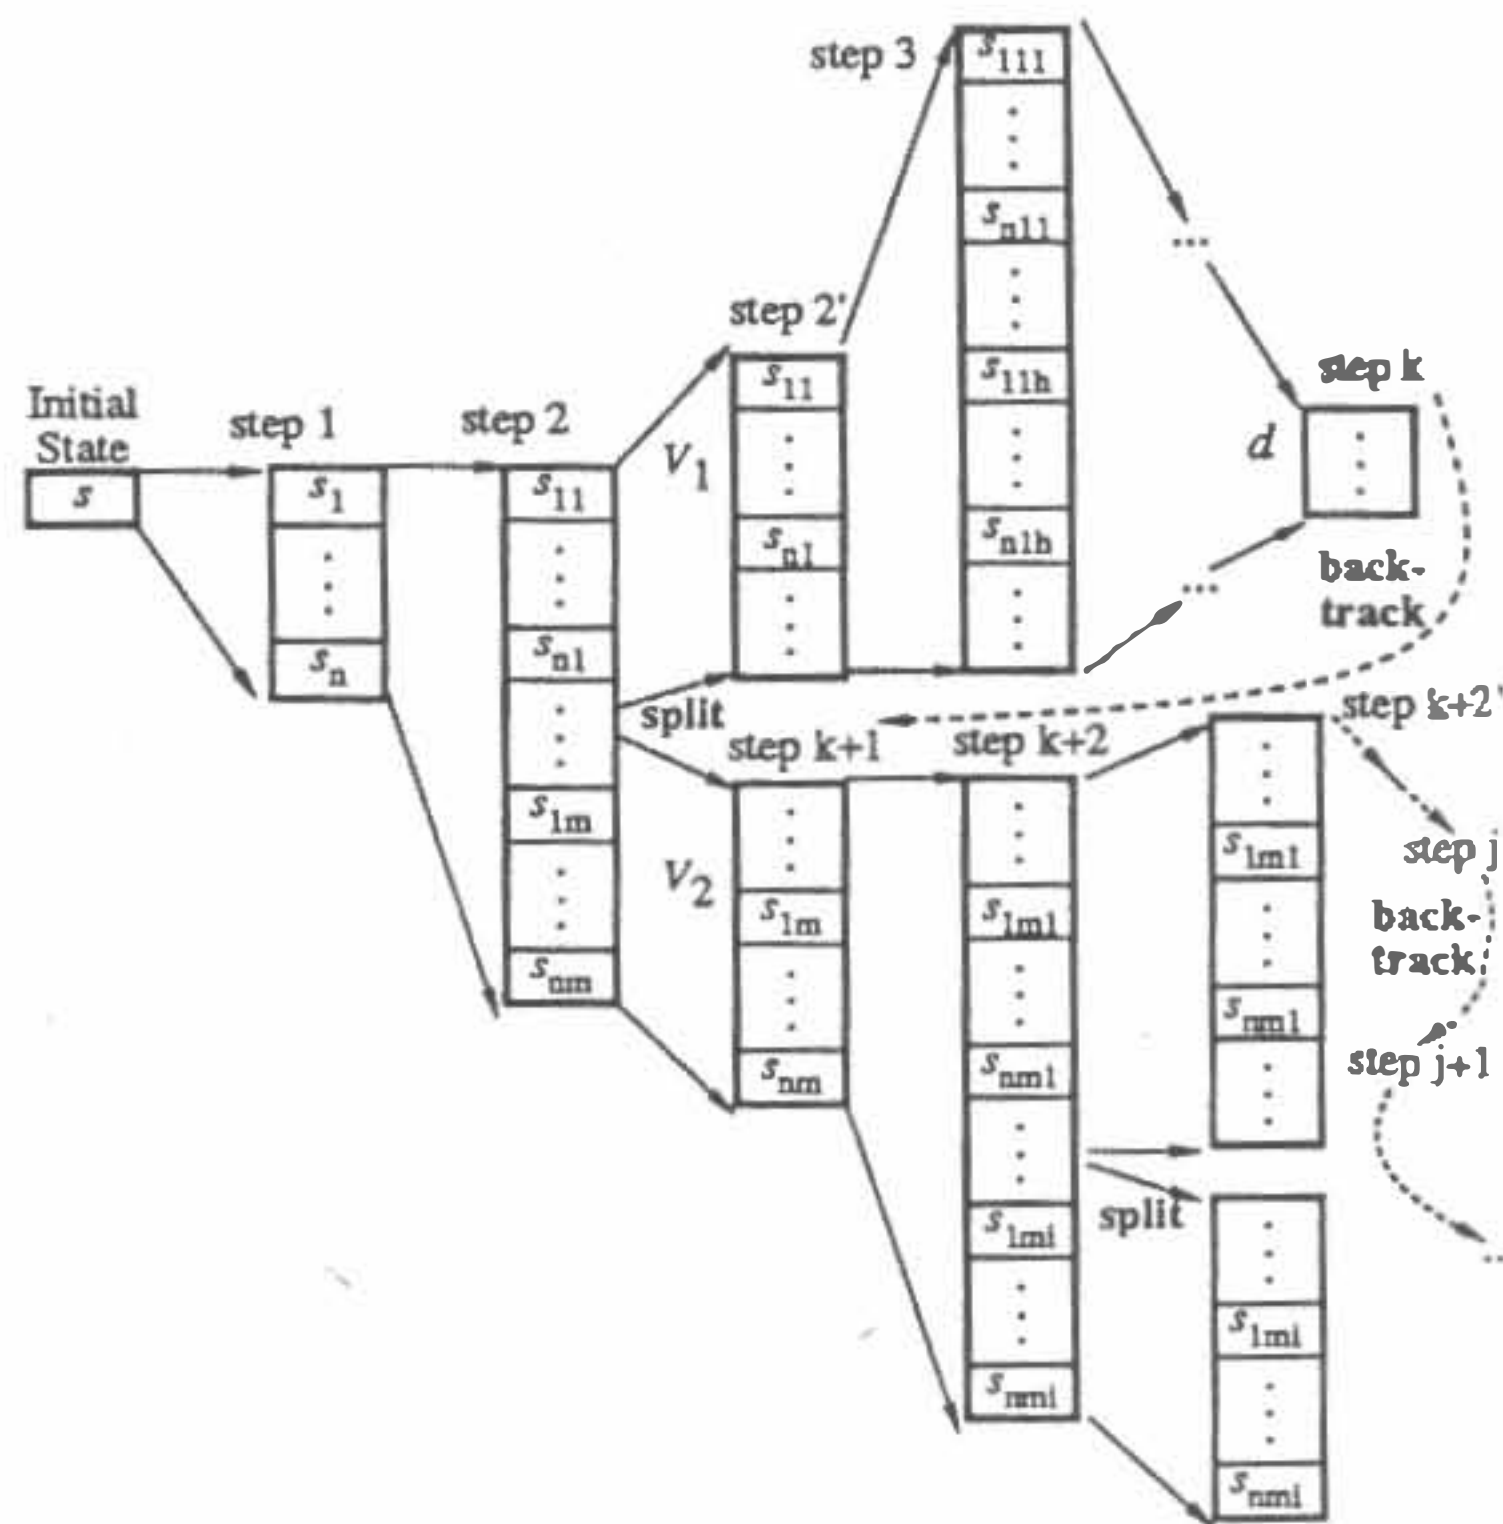 step 3
s111
sn11
s11h
sn1h
...
...
step 2'
V1
s11
sn1
Initial
State
s
step 1
s1
sn
step 2
s11
sn1
s1m
snm
split
step k
d
back-
track
step k+1
V2
s1m
snm
step k+2
s1m1
snm1
s1mi
snmi
split
step k+2'
s1m1
snm1
s1mi
snmi
step j
back-
track
step j+1
...